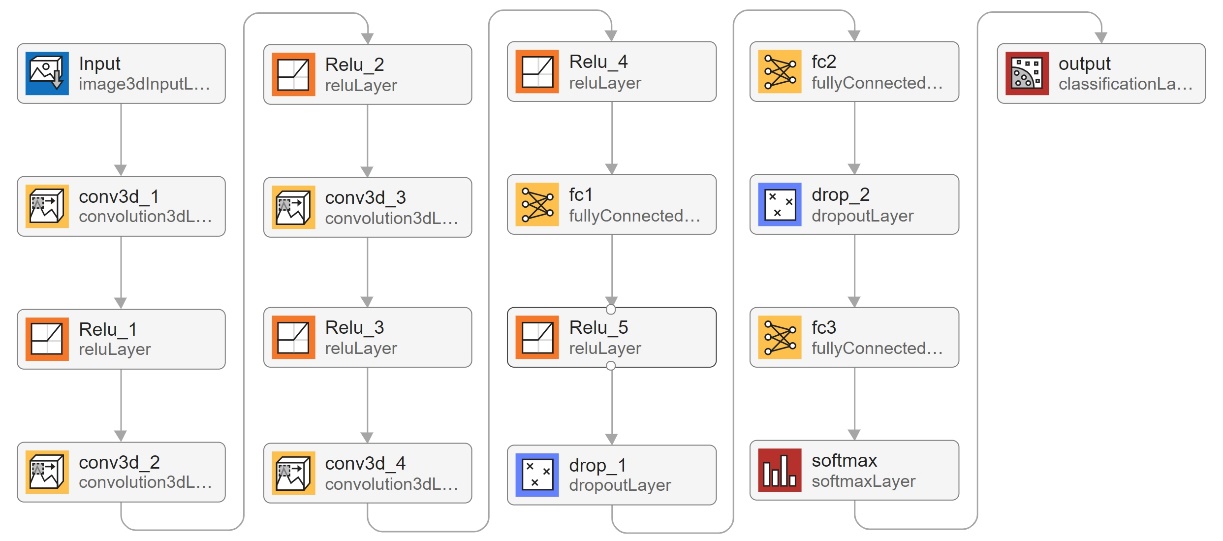 Input
image3dInputL...
conv3d_1
convolution3dL...
Relu_1
reluLayer
conv3d_2
convolution3dL...
Relu_2
reluLayer
conv3d_3
convolution3dL...
Relu_3
reluLayer
conv3d_4
convolution3dL...
Relu_4
reluLayer
fc1
fullyConnected...
Relu_5
reluLayer
drop_1
dropoutLayer
fc2
fullyConnected...
drop_2
dropoutLayer
fc3
fullyConnected...
softmax
softmaxLayer
output
classificationLa...